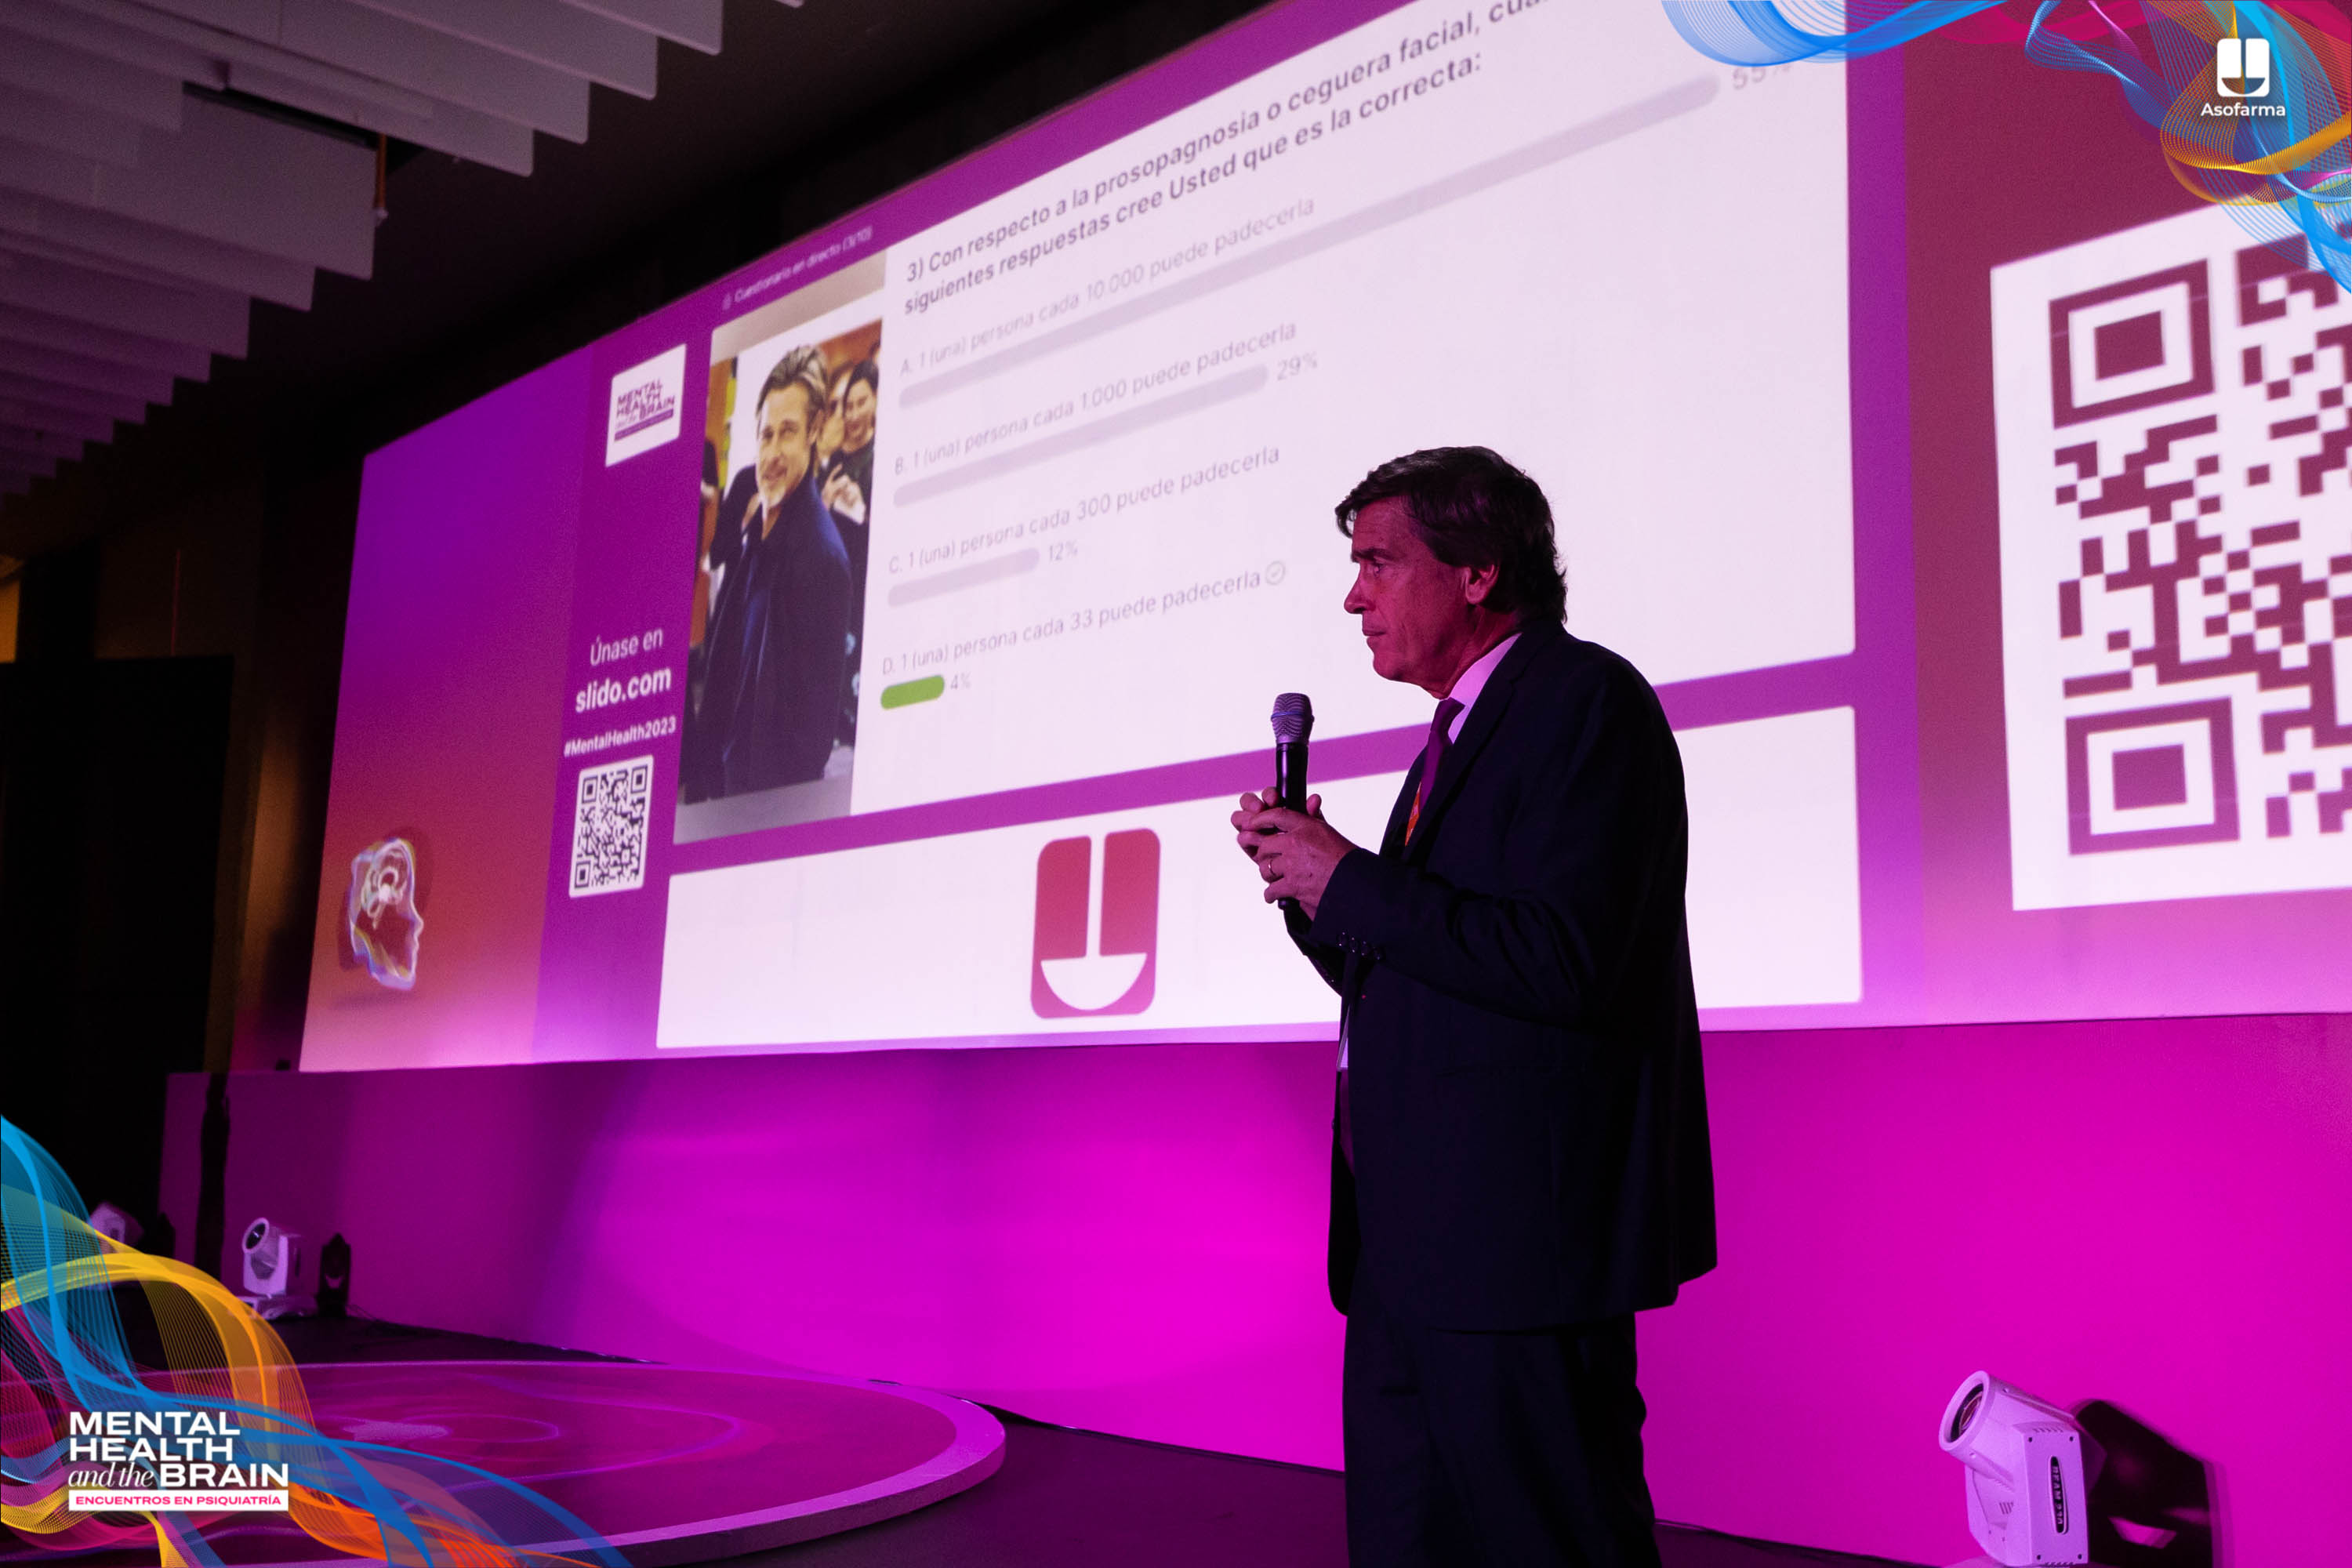 Asofarma
Cuestionario en directo (3/10)
3) Con respecto a la prosopagnosia o ceguera facial,
siguientes respuestas cree Usted que es la correcta:
A. 1 (una) persona cada 10.000 puede padecerla
55%
B. 1 (una) persona cada 1.000 puede padecerla
29%
C. 1 (una) persona cada 300 puede padecerla
12%
D. 1 (una) persona cada 33 puede padecerla
4%
MENTAL
HEALTH
and the BRAIN
Únase en
slido.com
#MentalHealth2023
MENTAL
HEALTH
and the BRAIN
ENCUENTROS EN PSIQUIATRÍA